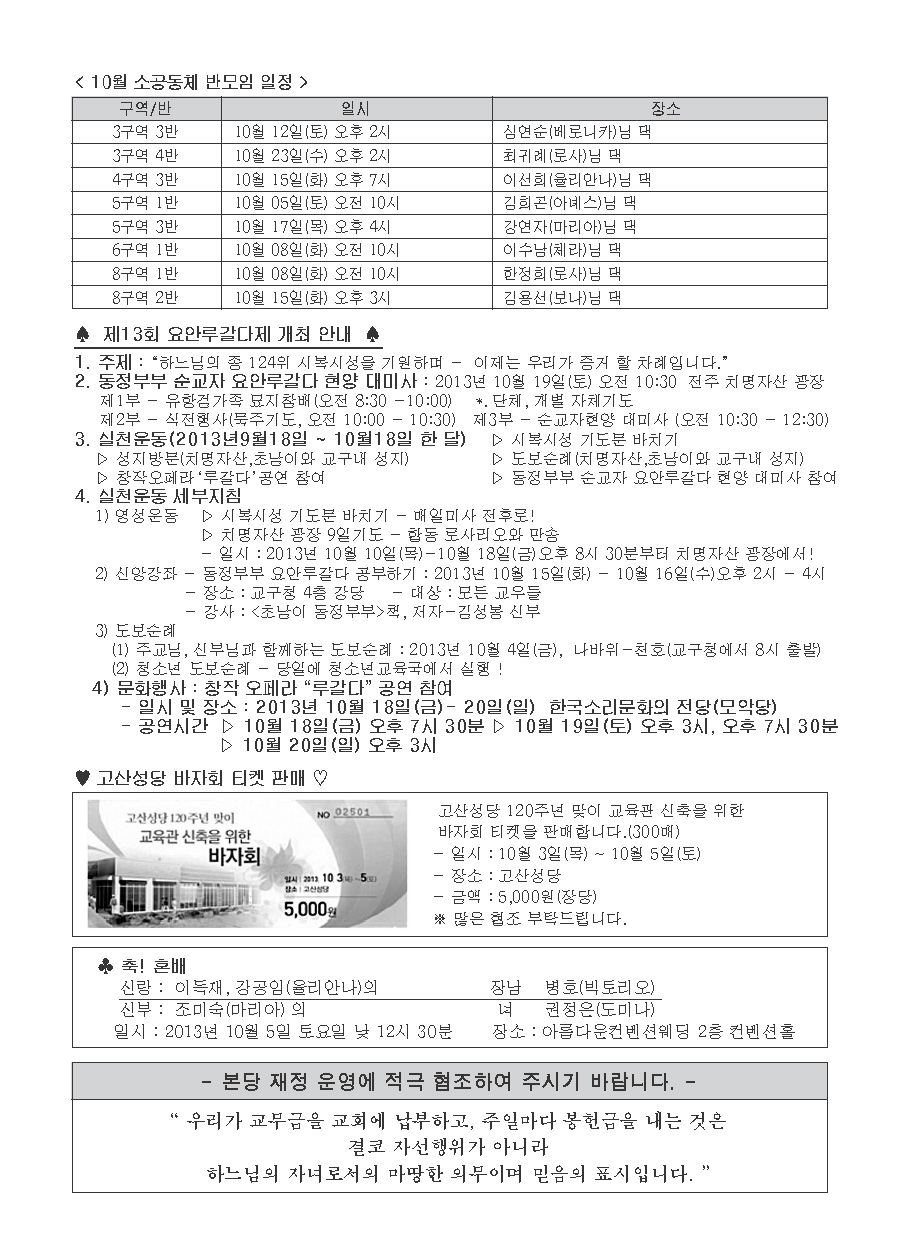 < 10월 소공동체 반모임 일정 >
구역/반 일시 장소
3구역 3반 10월 12일(토) 오후 2시 심연순(베로니카)님 댁
3구역 4반 10월 23일(수) 오후 2시 최귀례(로사)님 댁
4구역 3반 10월 15일(화) 오후 7시 이선희(율리안나)님 댁
5구역 1반 10월 05일(토) 오전 10시 김희곤(아녜스)님 댁
5구역 3반 10월 17일(목) 오후 4시 강연자(마리아)님 댁
6구역 1반 10월 08일(화) 오전 10시 이수남(체라)님 댁
8구역 1반 10월 08일(화) 오전 10시 한정희(로사)님 댁
8구역 2반 10월 15일(화) 오후 3시 김용선(보나)님 댁
♠ 제13회 요안루갈다제 개최 안내 ♠
1. 주제 : “하느님의 종 124위 시복시성을 기원하며 - 이제는 우리가 증거 할 차례입니다.”
2. 동정부부 순교자 요안루갈다 현양 대미사 : 2013년 10월 19일(토) 오전 10:30 전주 치명자산 광장
제1부 - 유항검가족 묘지참배(오전 8:30 -10:00) *. 단체, 개별 자체기도
제2부 - 식전행사(묵주기도, 오전 10:00 - 10:30) 제3부 - 순교자현양 대미사 (오전 10:30 - 12:30)
3. 실천운동(2013년9월18일 ~ 10월18일 한 달) ▷ 시복시성 기도문 바치기
▷ 성지방문(치명자산,초남이와 교구내 성지) ▷ 도보순례(치명자산,초남이와 교구내 성지)
▷ 창작오페라 ‘루갈다’ 공연 참여 ▷ 동정부부 순교자 요안루갈다 현양 대미사 참여
4. 실천운동 세부지침
1) 영성운동 ▷ 시복시성 기도문 바치기 - 매일미사 전후로!
▷ 치명자산 광장 9일기도 - 합동 로사리오와 만송
- 일시 : 2013년 10월 10일(목)-10월 18일(금)오후 8시 30분부터 치명자산 광장에서!
2) 신앙강좌 - 동정부부 요안루갈다 공부하기 : 2013년 10월 15일(화) - 10월 16일(수)오후 2시 - 4시
- 장소 : 교구청 4층 강당 - 대상 : 모든 교우들
- 강사 : <초남이 동정부부>책, 저자-김성봉 신부
3) 도보순례
(1) 주교님, 신부님과 함께하는 도보순례 : 2013년 10월 4일(금), 나바위-천호(교구청에서 8시 출발)
(2) 청소년 도보순례 - 당일에 청소년교육국에서 실행 !
4) 문화행사 : 창작 오페라 “루갈다” 공연 참여
- 일시 및 장소 : 2013년 10월 18일(금)- 20일(일) 한국소리문화의 전당(모악당)
- 공연시간 ▷ 10월 18일(금) 오후 7시 30분 ▷ 10월 19일(토) 오후 3시, 오후 7시 30분
▷ 10월 20일(일) 오후 3시
♥ 고산성당 바자회 티켓 판매 ♡
고산성당 120주년 맞이
NO 02501
교육관 신축을 위한
바자회
일시 : 2013. 10. 3(목)~5(토)
장소 : 고산성당
5,000원
고산성당 120주년 맞이 교육관 신축을 위한
바자회 티켓을 판매합니다.(300매)
- 일시 : 10월 3일(목) ~ 10월 5일(토)
- 장소 : 고산성당
- 금액 : 5,000원(장당)
※ 많은 협조 부탁드립니다.
♣ 축! 혼배
신랑 : 이득재, 강공임(율리안나)의 장남 병호(빅토리오)
신부 : 조미숙(마리아) 의 녀 권정은(도미나)
일시 : 2013년 10월 5일 토요일 낮 12시 30분 장소 : 아름다운컨벤션웨딩 2층 컨벤션홀
- 본당 재정 운영에 적극 협조하여 주시기 바랍니다. -
“ 우리가 교무금을 교회에 납부하고, 주일마다 봉헌금을 내는 것은
결코 자선행위가 아니라
하느님의 자녀로서의 마땅한 의무이며 믿음의 표시입니다. ”